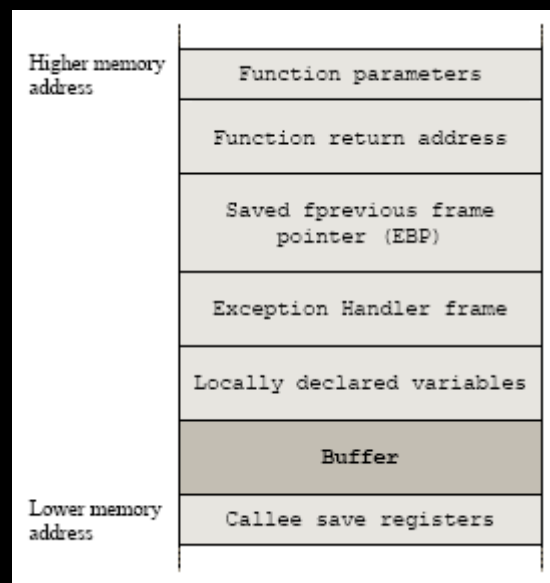 Higher memory
address
Function parameters
Function return address
Saved fprevious frame
pointer (EBP)
Exception Handler frame
Locally declared variables
Buffer
Lower memory
address
Callee save registers